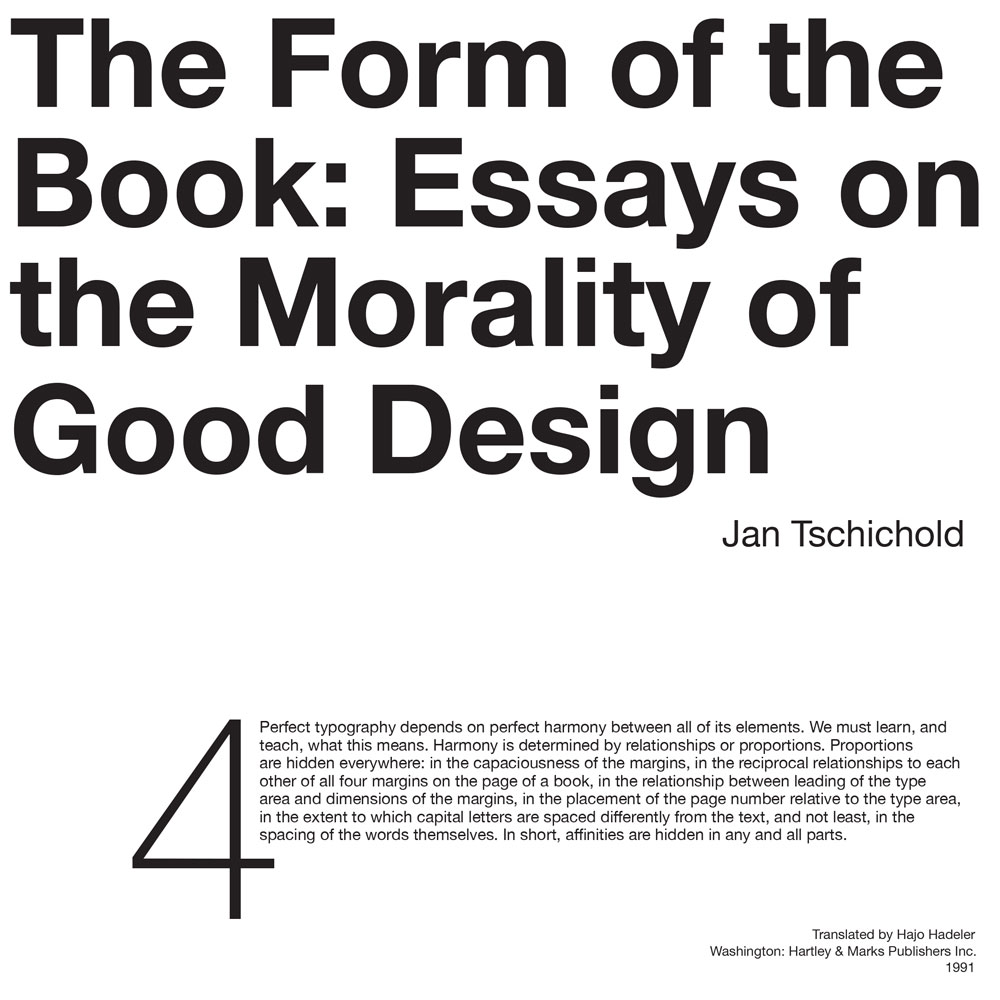 The Form of the
Book: Essays on
the Morality of
Good Design
Jan Tschichold
4
Perfect typography depends on perfect harmony between all of its elements. We must learn, and
teach, what this means. Harmony is determined by relationships or proportions. Proportions
are hidden everywhere: in the capaciousness of the margins, in the reciprocal relationships to each
other of all four margins on the page of a book, in the relationship between leading of the type
area and dimensions of the margins, in the placement of the page number relative to the type area,
in the extent to which capital letters are spaced differently from the text, and not least, in the
spacing of the words themselves. In short, affinities are hidden in any and all parts.
Translated by Hajo Hadeler
Washington: Hartley & Marks Publishers Inc.
1991